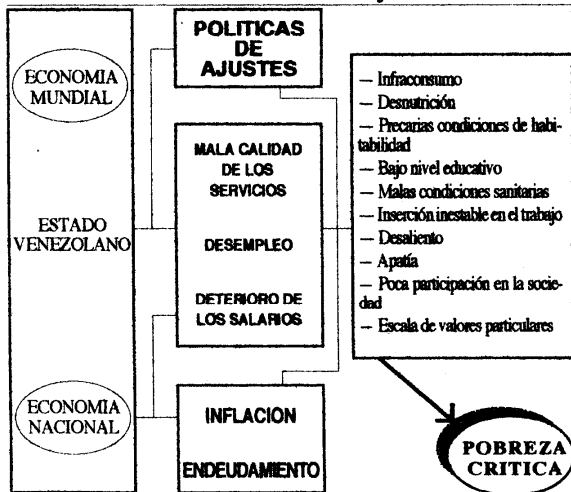 ECONOMIA
MUNDIAL
ESTADO
VENEZOLANO
ECONOMIA
NACIONAL
POLITICAS
DE
AJUSTES
MALA CALIDAD
DE LOS
SERVICIOS
DESEMPLEO
DETERIORO DE
LOS SALARIOS
INFLACION
ENDEUDAMIENTO
— Infraconsumo
— Desnutrición
— Precarias condiciones de habi-
tabilidad
— Bajo nivel educativo
— Malas condiciones sanitarias
— Inserción inestable en el trabajo
— Desaliento
— Apatía
— Poca participación en la socie-
dad
— Escala de valores particulares
POBREZA
CRITICA